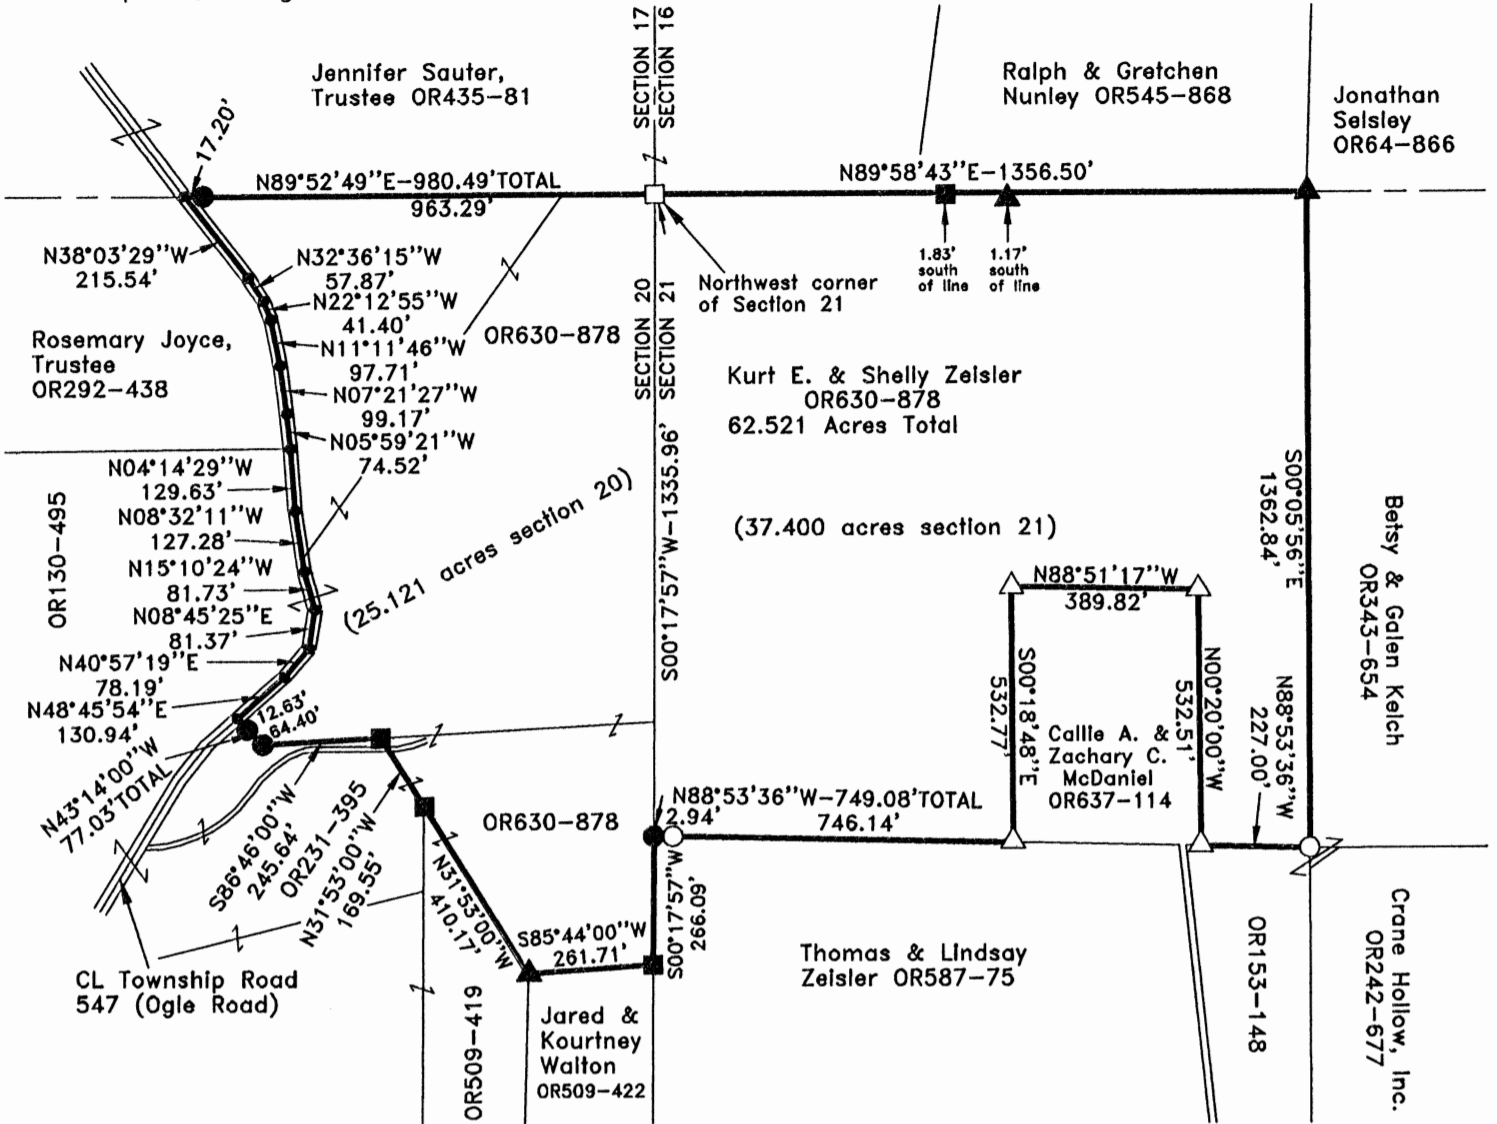 SECTION 17
SECTION 16
Jennifer Sauter,
Trustee OR435-81
Ralph & Gretchen
Nunley OR545-868
Jonathan
Selsley
OR64-866
17.20'
N89°52'49"E-980.49'TOTAL
963.29'
N89°58'43"E-1356.50'
1.83'
south
of line
1.17'
south
of line
Northwest corner
of Section 21
N38°03'29"W
215.54'
N32°36'15"W
57.87'
N22°12'55"W
41.40'
N11°11'46"W
97.71'
N07°21'27"W
99.17'
N05°59'21"W
74.52'
OR630-878
SECTION 20
SECTION 21
Rosemary Joyce,
Trustee
OR292-438
Kurt E. & Shelly Zeisler
OR630-878
62.521 Acres Total
N04°14'29"W
129.63'
N08°32'11"W
127.28'
N15°10'24"W
81.73'
N08°45'25"E
81.37'
N40°57'19"E
78.19'
N48°45'54"E
130.94'
OR130-495
(25.121 acres section 20)
S00°17'57"W-1335.96'
(37.400 acres section 21)
S00°05'56"E
1362.84'
Betsy & Galen Kelch
OR343-654
N88°51'17"W
389.82'
S00°18'48"E
532.77'
N00°20'00"W
532.51'
Callie A. &
Zachary C.
McDaniel
OR637-114
N88°53'36"W
227.00'
12.63'
64.40'
N43°14'00"W
77.03'TOTAL
S86°46'00"W
245.64'
OR231-395
N31°53'00"W
169.55'
OR630-878
N88°53'36"W-749.08'TOTAL
2.94'
746.14'
N31°53'00"W
410.17'
S85°44'00"W
261.71'
S00°17'57"W
266.09'
CL Township Road
547 (Ogle Road)
OR509-419
Jared &
Kourtney
Walton
OR509-422
Thomas & Lindsay
Zeisler OR587-75
OR153-148
Crane Hollow, Inc.
OR242-677